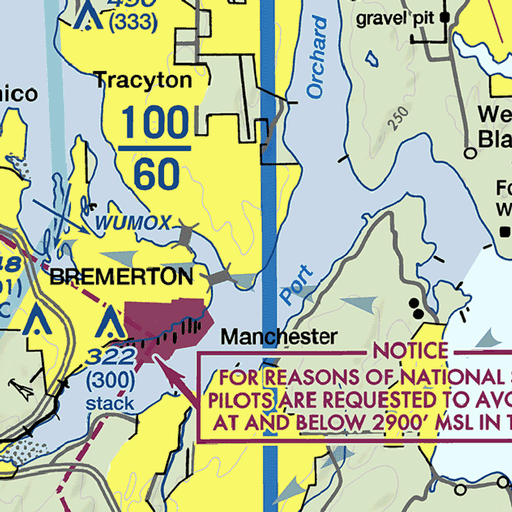 490
(333)
Orchard
gravel pit
Tracyton
100
60
250
WUMOX
Port
BREMERTON
322
(300)
stack
Manchester
NOTICE
FOR REASONS OF NATIONAL
PILOTS ARE REQUESTED TO
AT AND BELOW 2900' MSL IN